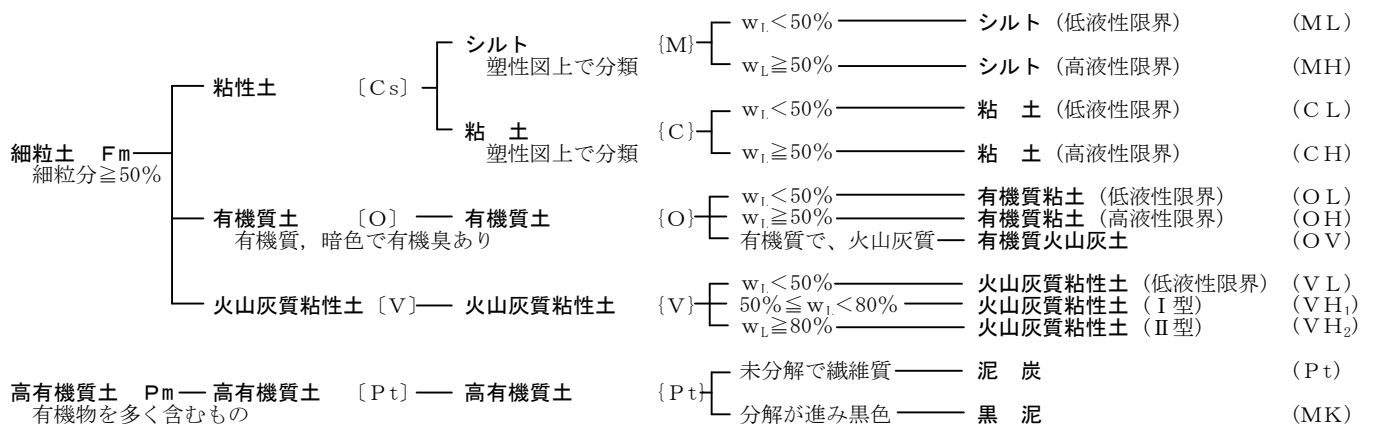 w_L<50% シルト (低液性限界) (ML)
シルト {M}
塑性図上で分類
w_L≧50% シルト (高液性限界) (MH)
粘性土 〔Cs〕
w_L<50% 粘 土 (低液性限界) (CL)
粘 土 {C}
塑性図上で分類
w_L≧50% 粘 土 (高液性限界) (CH)
細粒土 Fm
細粒分≧50%
w_L<50% 有機質粘土 (低液性限界) (OL)
有機質土 〔O〕 有機質土 {O} w_L≧50% 有機質粘土 (高液性限界) (OH)
有機質，暗色で有機臭あり 有機質で、火山灰質 有機質火山灰土 (OV)
w_L<50% 火山灰質粘性土 (低液性限界) (VL)
火山灰質粘性土 〔V〕 火山灰質粘性土 {V} 50%≦w_L<80% 火山灰質粘性土 (Ⅰ型) (VH₁)
w_L≧80% 火山灰質粘性土 (Ⅱ型) (VH₂)
未分解で繊維質 泥 炭 (Pt)
高有機質土 Pm 高有機質土 〔Pt〕 高有機質土 {Pt}
有機物を多く含むもの 分解が進み黒色 黒 泥 (MK)